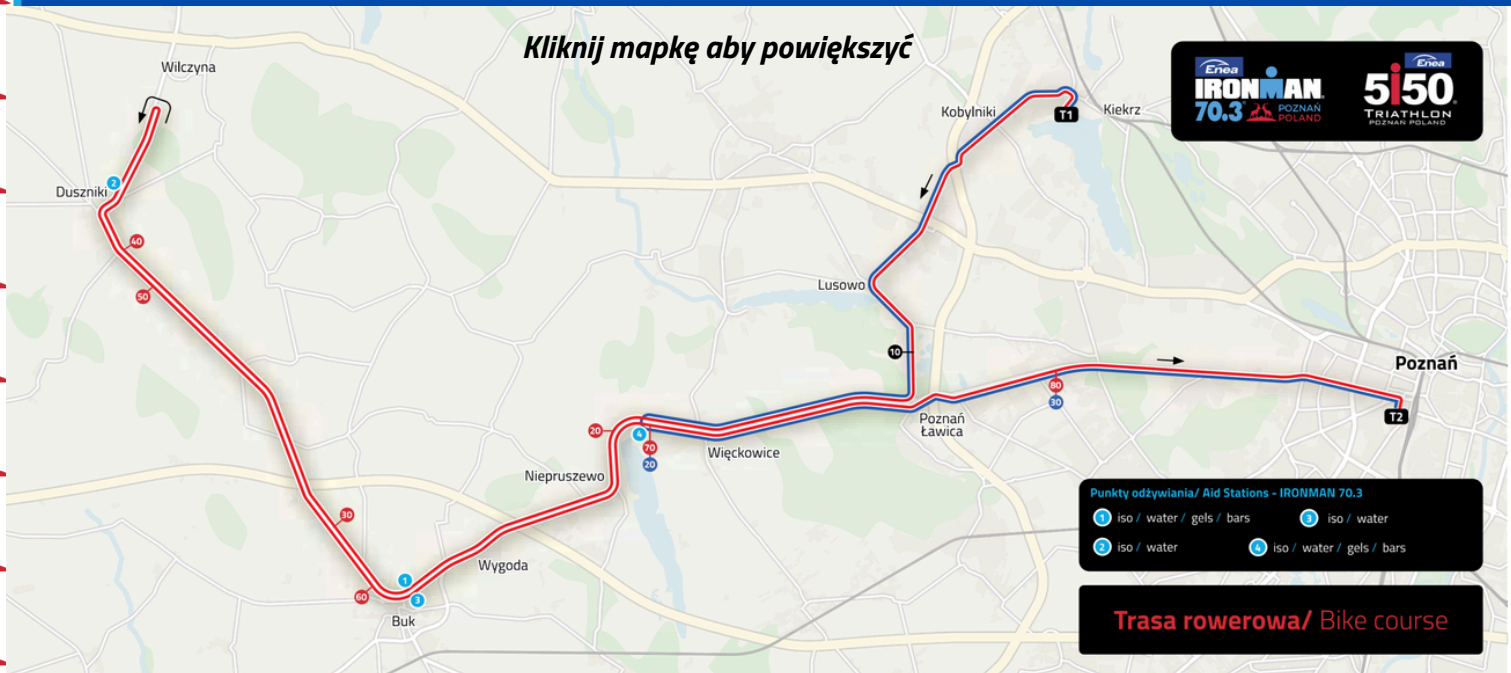 Kliknij mapkę aby powiększyć
Enea
IRONMAN
70.3
POZNAŃ
POLAND
Enea
5150
TRIATHLON
POZNAŃ POLAND
Wilczyna
Kobylniki
T1
Kiekrz
Duszniki
2
40
50
Lusowo
10
Poznań
80
30
T2
Poznań
Ławica
20
4
70
20
Więckowice
Niepruszewo
30
Wygoda
1
60
3
Buk
Punkty odżywiania/ Aid Stations - IRONMAN 70.3
1 iso / water / gels / bars
3 iso / water
2 iso / water
4 iso / water / gels / bars
Trasa rowerowa/ Bike course